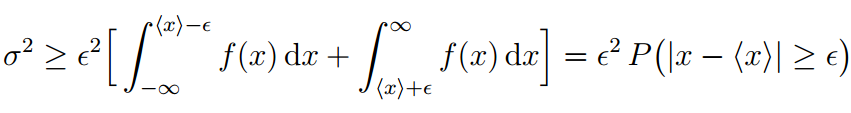 σ² ≥ ϵ² [ ∫_{−∞}^{⟨x⟩−ϵ} f(x) dx + ∫_{⟨x⟩+ϵ}^{∞} f(x) dx ] = ϵ² P(|x − ⟨x⟩| ≥ ϵ)